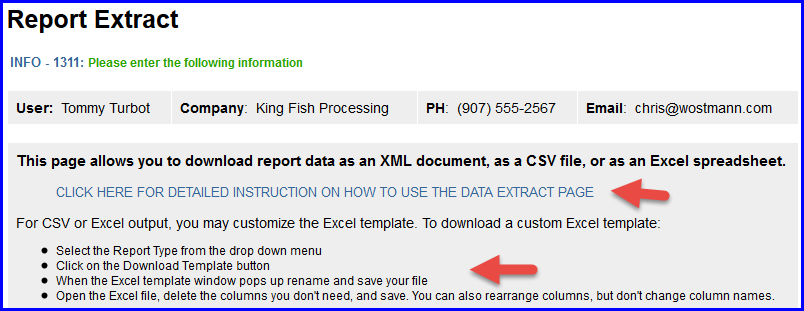 Report Extract
INFO - 1311: Please enter the following information
User: Tommy Turbot Company: King Fish Processing PH: (907) 555-2567 Email: chris@wostmann.com
This page allows you to download report data as an XML document, as a CSV file, or as an Excel spreadsheet.
CLICK HERE FOR DETAILED INSTRUCTION ON HOW TO USE THE DATA EXTRACT PAGE
For CSV or Excel output, you may customize the Excel template. To download a custom Excel template:
• Select the Report Type from the drop down menu
• Click on the Download Template button
• When the Excel template window pops up rename and save your file
• Open the Excel file, delete the columns you don't need, and save. You can also rearrange columns, but don't change column names.